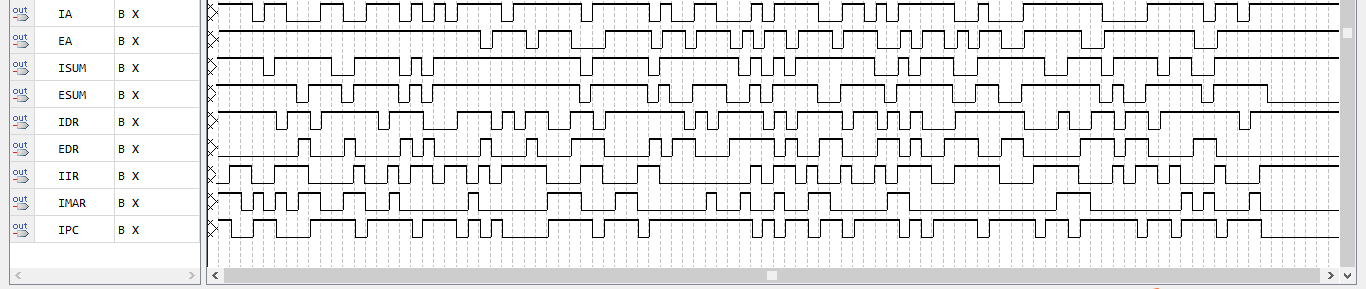 out IA B X
out EA B X
out ISUM B X
out ESUM B X
out IDR B X
out EDR B X
out IIR B X
out IMAR B X
out IPC B X